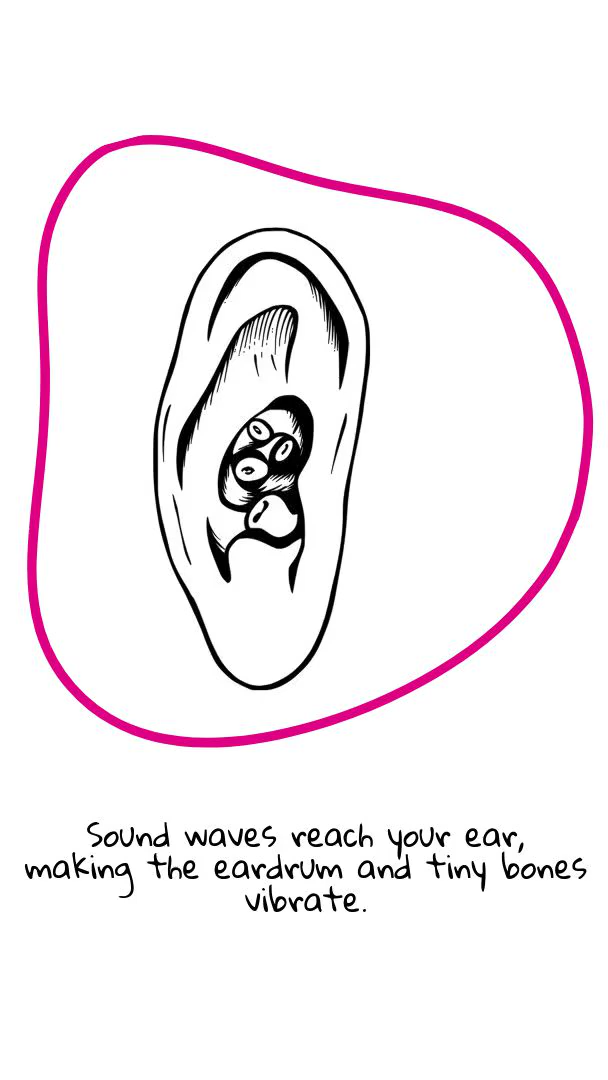 Sound waves reach your ear,
making the eardrum and tiny bones
vibrate.